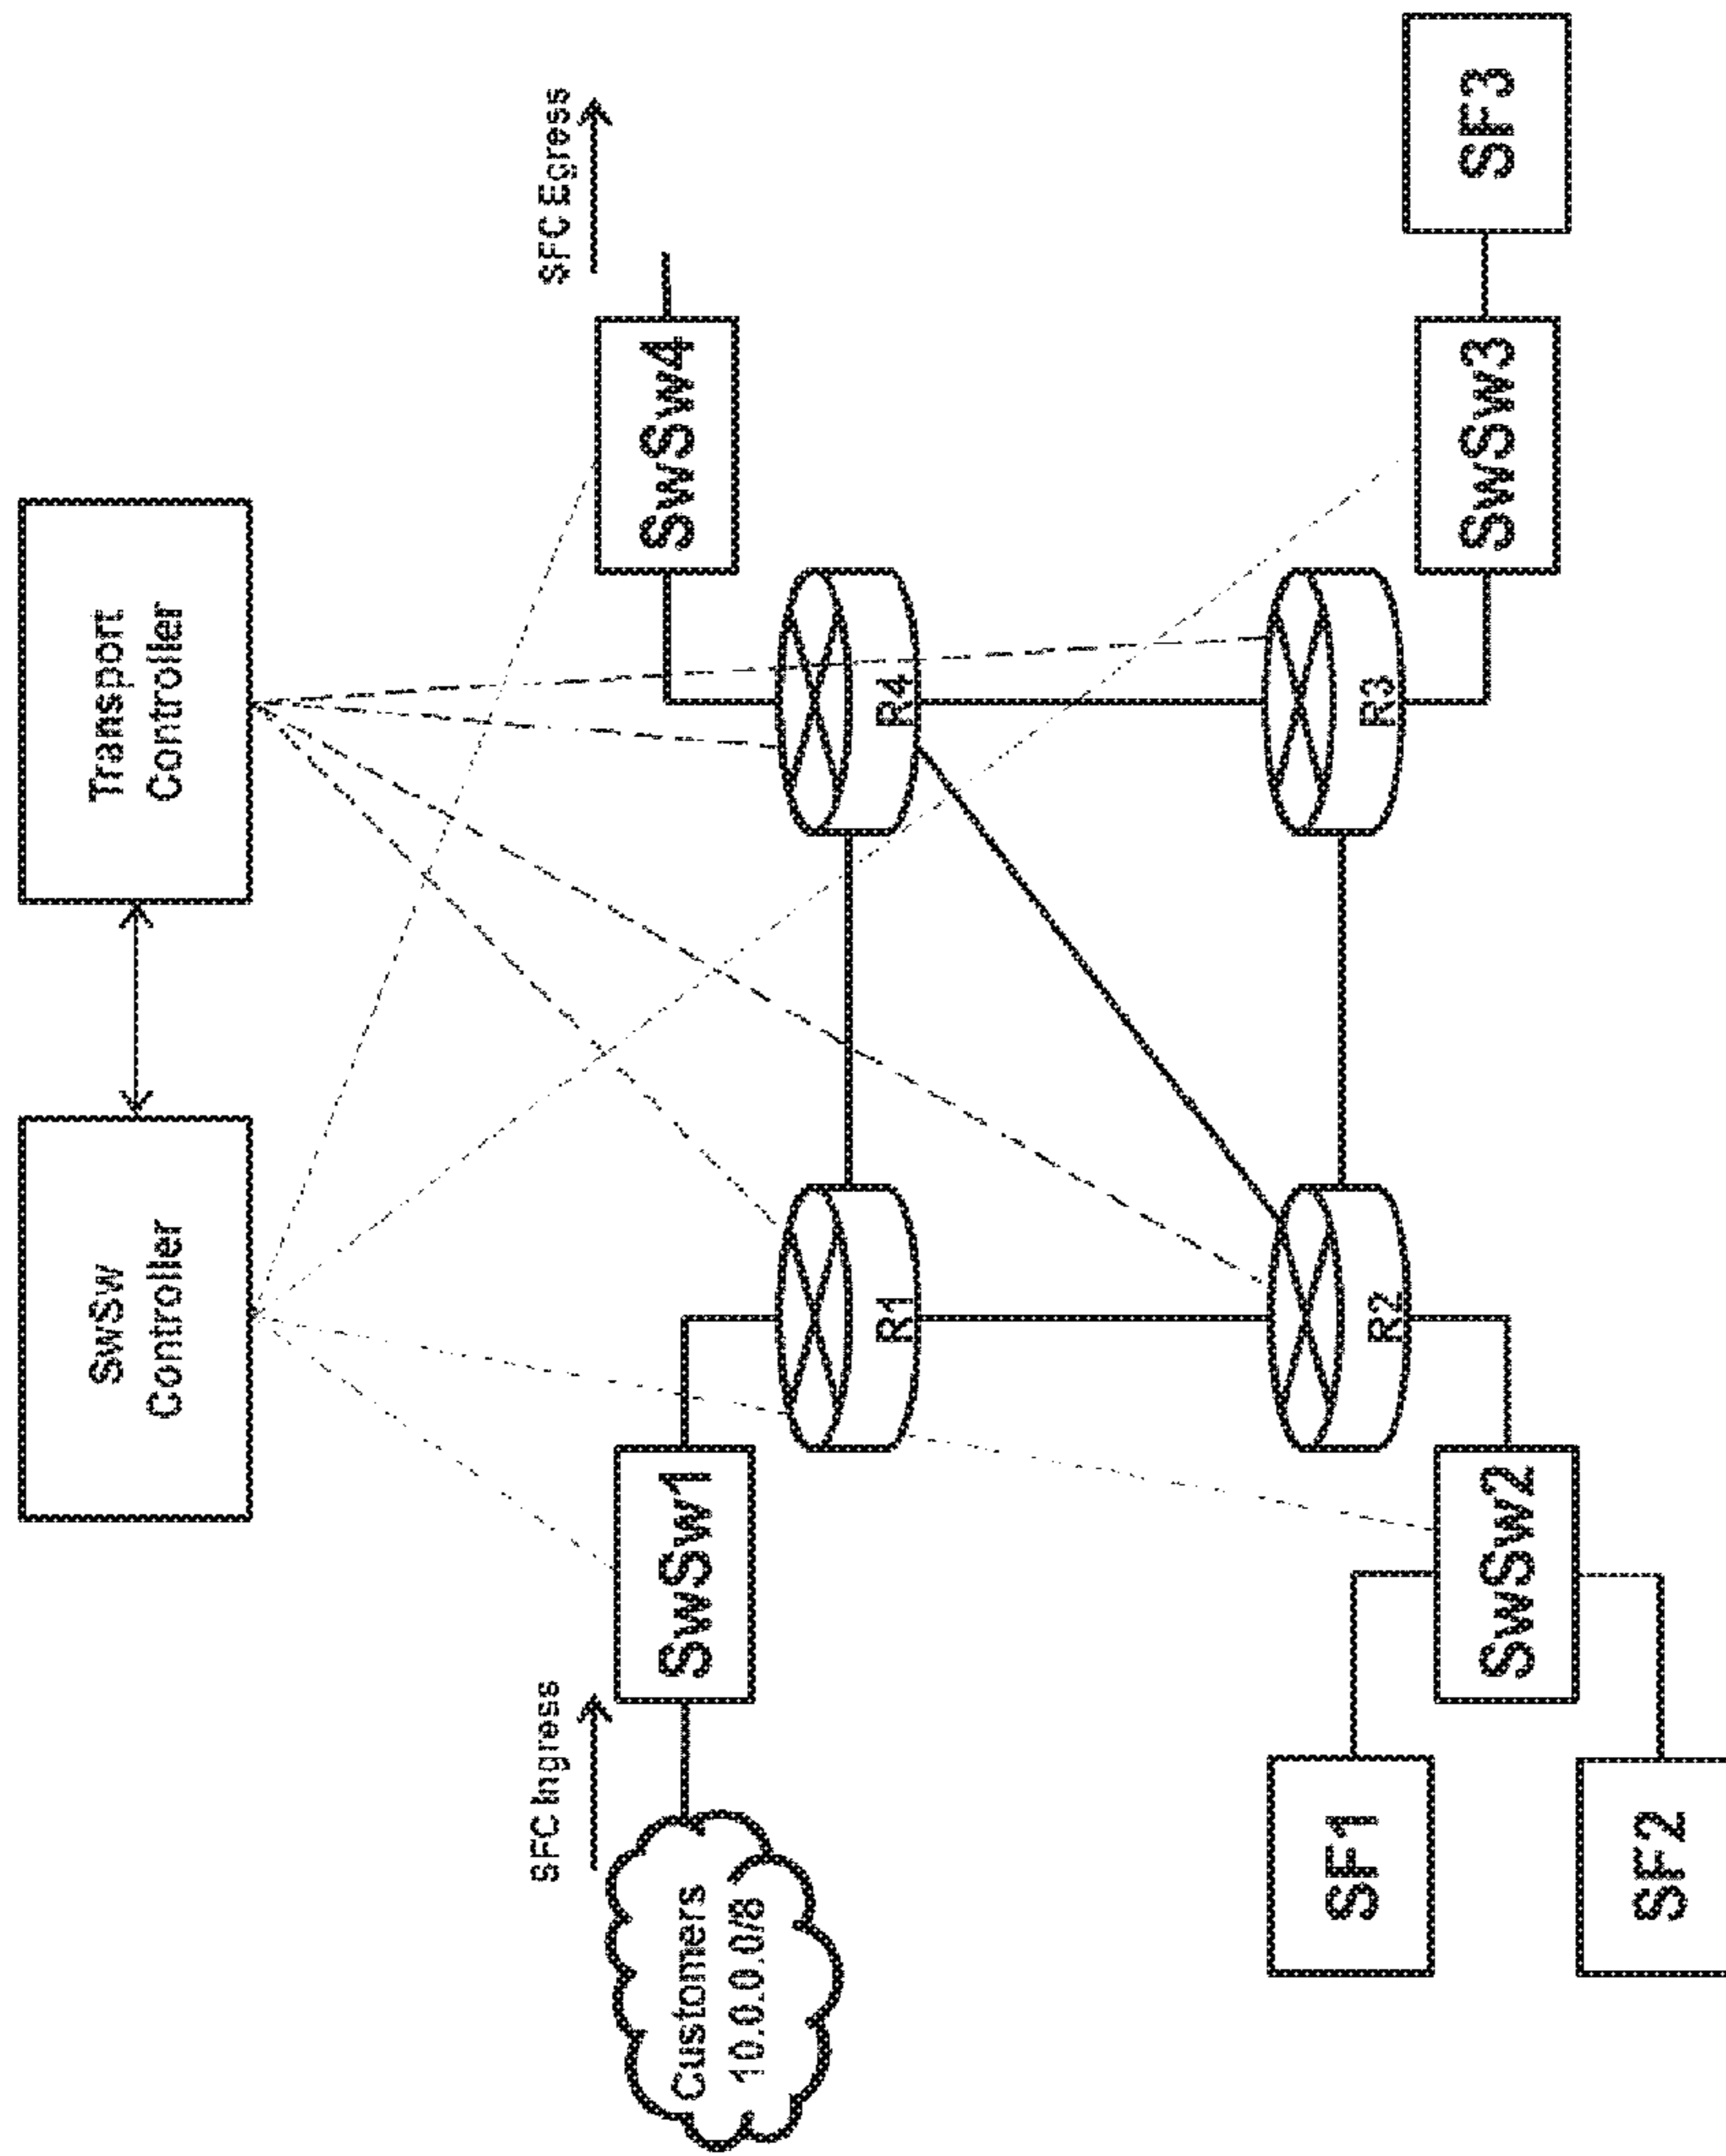 SwSw
Controller
Transport
Controller
SFC Ingress
SFC Egress
Customers
10.0.0.0/8
SwSw1
SwSw4
R1
R4
SF1
SF2
SwSw2
R2
R3
SwSw3
SF3